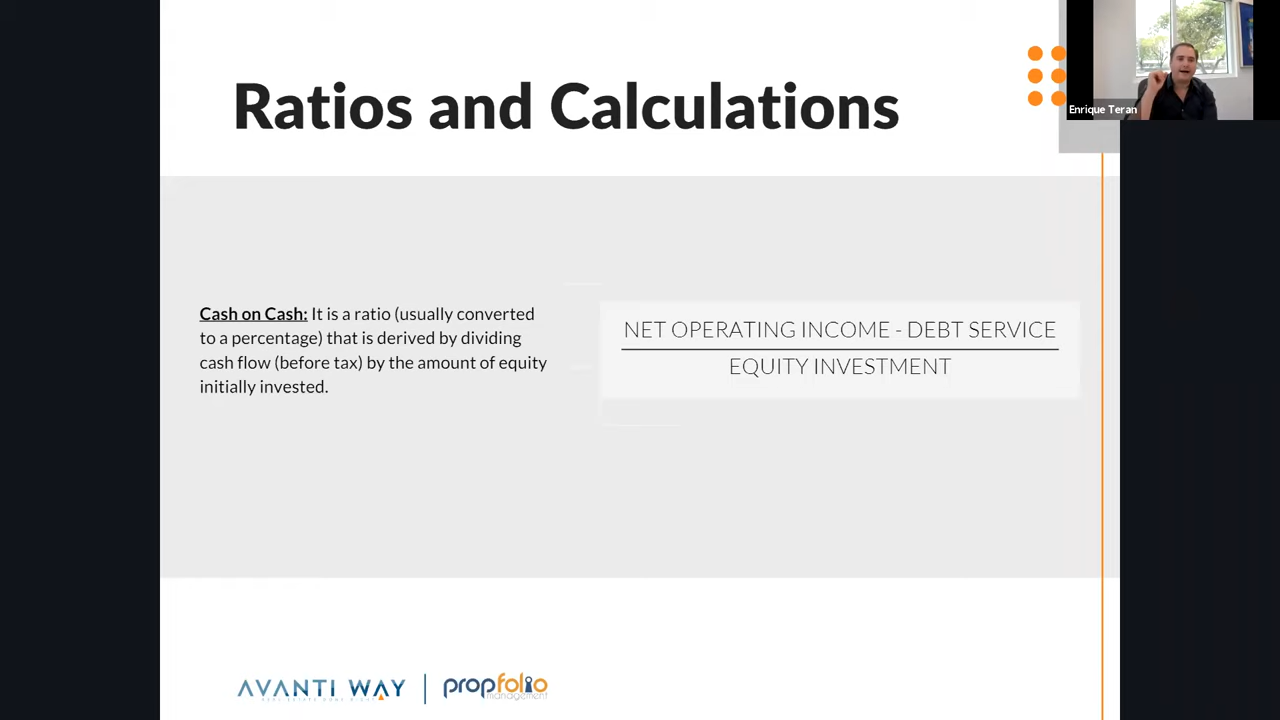 Ratios and Calculations
Enrique Teran
Cash on Cash: It is a ratio (usually converted
to a percentage) that is derived by dividing
cash flow (before tax) by the amount of equity
initially invested.
NET OPERATING INCOME - DEBT SERVICE
EQUITY INVESTMENT
AVANTI WAY
propfolio
management